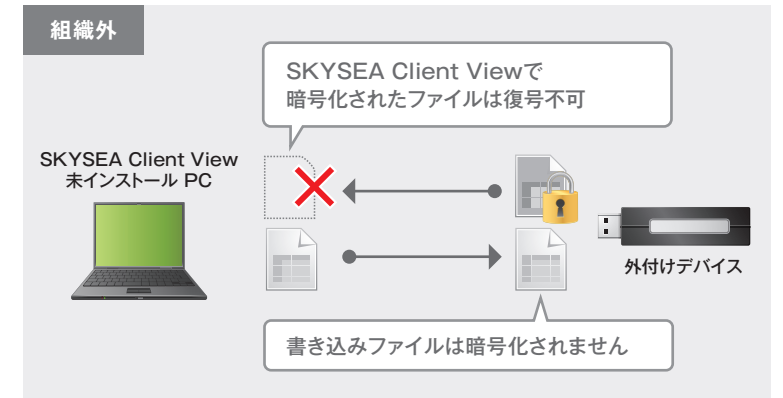 組織外
SKYSEA Client Viewで
暗号化されたファイルは復号不可
SKYSEA Client View
未インストール PC
外付けデバイス
書き込みファイルは暗号化されません